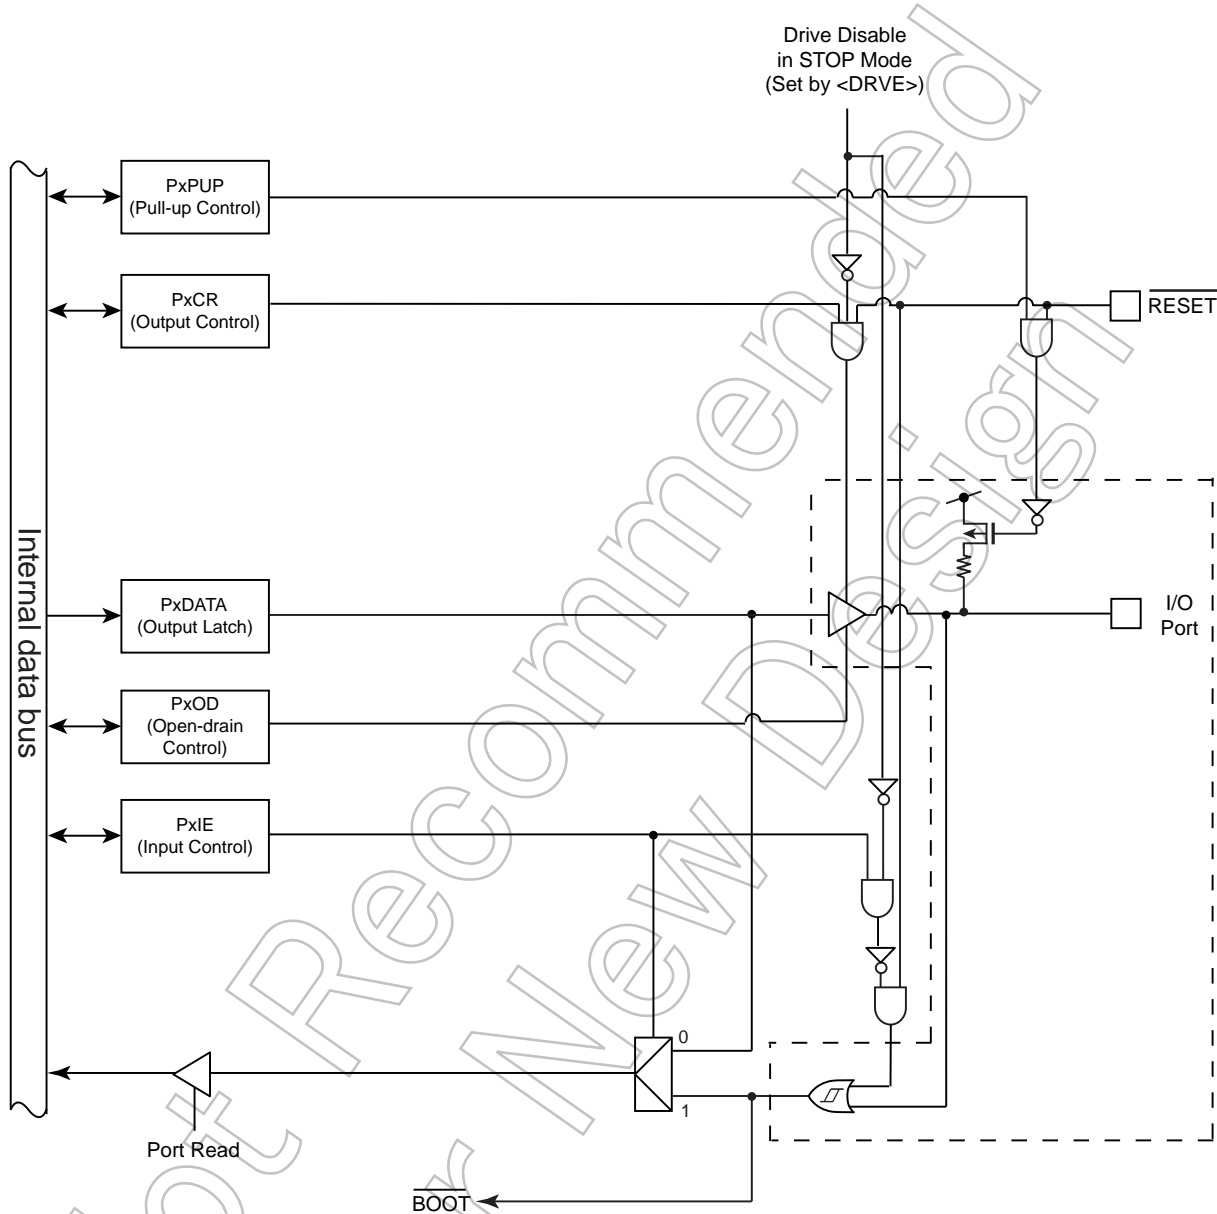 Drive Disable
in STOP Mode
(Set by <DRVE>)
PxPUP
(Pull-up Control)
PxCR
(Output Control)
RESET
Internal data bus
PxDATA
(Output Latch)
I/O
Port
PxOD
(Open-drain
Control)
PxIE
(Input Control)
0
1
Port Read
BOOT
Not Recommended
for New Design